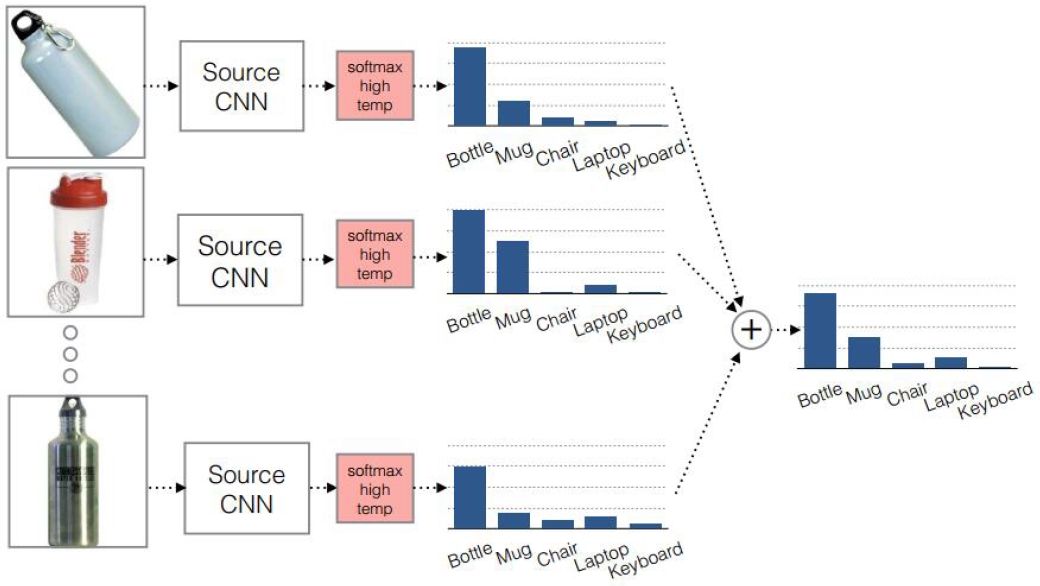 Source
CNN
softmax
high
temp
Bottle
Mug
Chair
Laptop
Keyboard
Blender
Source
CNN
softmax
high
temp
Bottle
Mug
Chair
Laptop
Keyboard
+
Bottle
Mug
Chair
Laptop
Keyboard
Source
CNN
softmax
high
temp
Bottle
Mug
Chair
Laptop
Keyboard